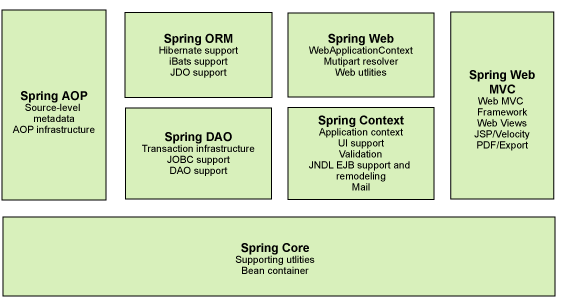 Spring AOP
Source-level
metadata
AOP infrastructure
Spring ORM
Hibernate support
iBats support
JDO support
Spring Web
WebApplicationContext
Mutipart resolver
Web utlities
Spring Web
MVC
Web MVC
Framework
Web Views
JSP/Velocity
PDF/Export
Spring DAO
Transaction infrastructure
JOBC support
DAO support
Spring Context
Application context
UI support
Validation
JNDL EJB support and
remodeling
Mail
Spring Core
Supporting utlities
Bean container